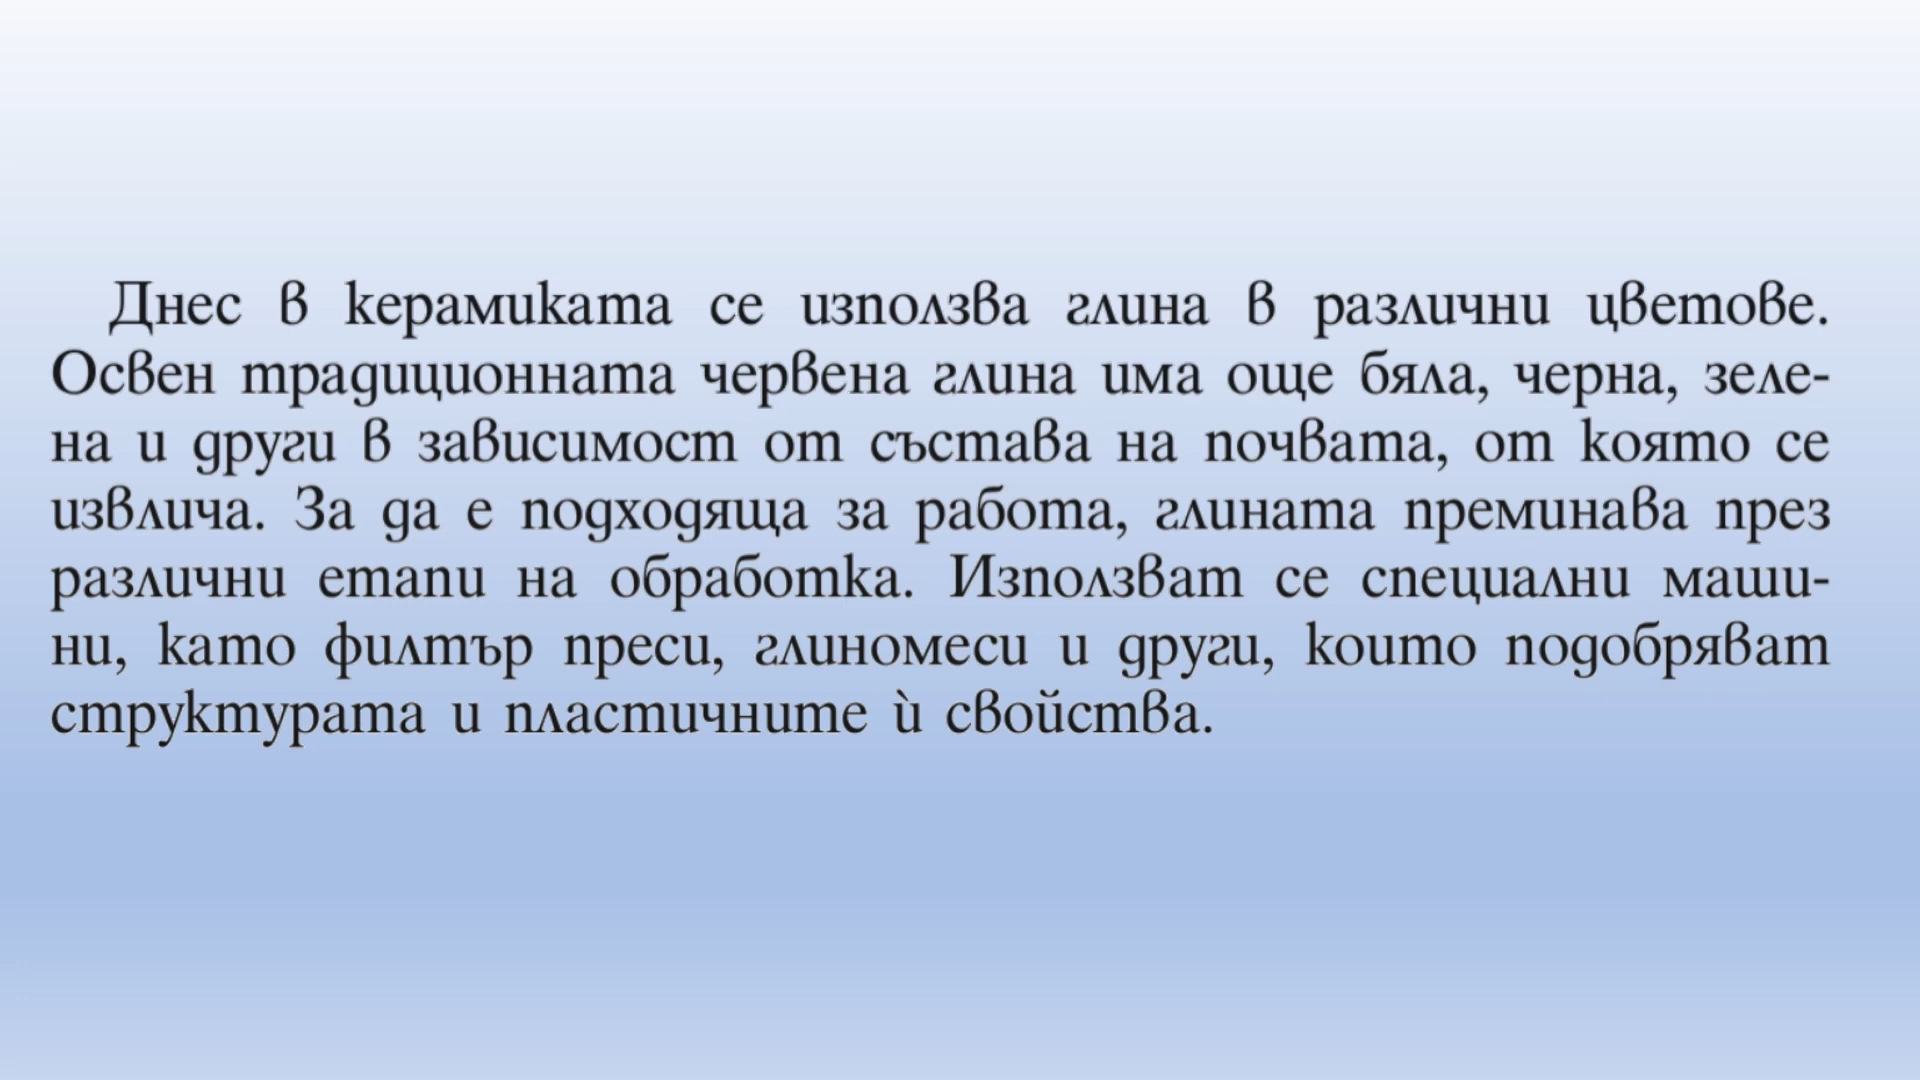 Днес в керамиката се използва глина в различни цветове.
Освен традиционната червена глина има още бяла, черна, зеле-
на и други в зависимост от състава на почвата, от която се
извлича. За да е подходяща за работа, глината преминава през
различни етапи на обработка. Използват се специални маши-
ни, като филтър преси, глиномеси и други, които подобряват
структурата и пластичните ѝ свойства.